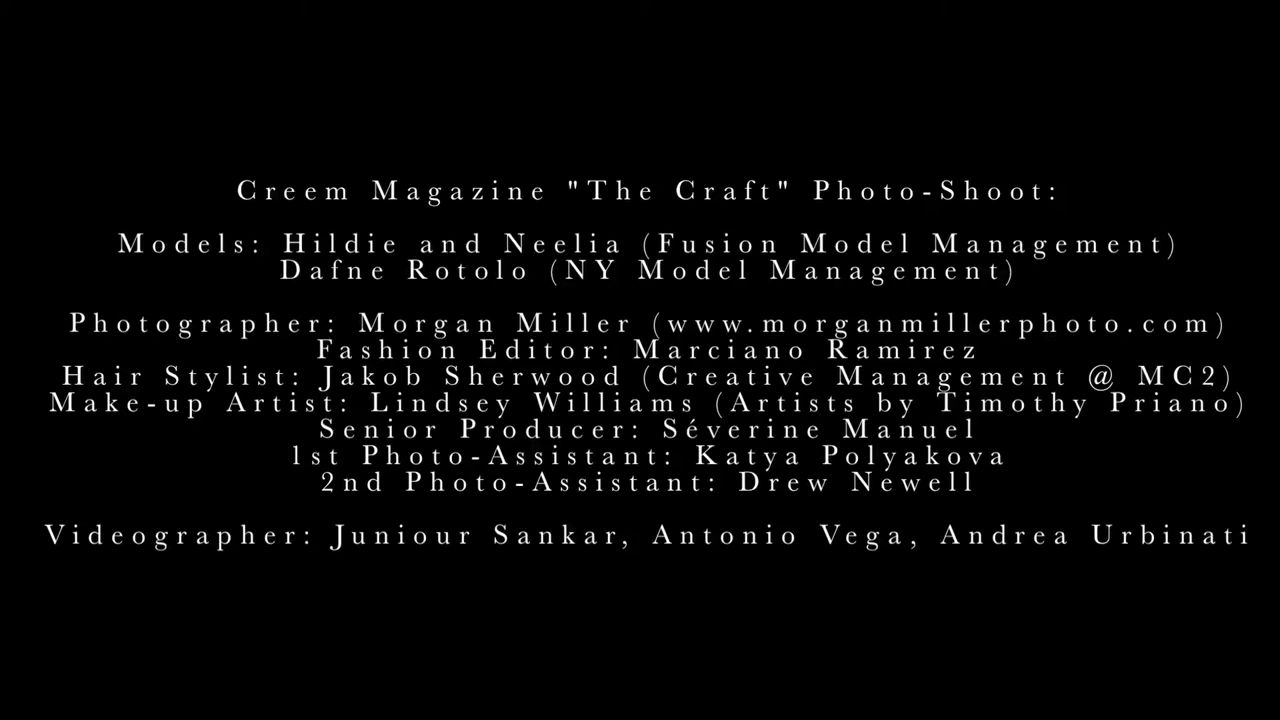 Creem Magazine "The Craft" Photo-Shoot:
Models: Hildie and Neelia (Fusion Model Management)
Dafne Rotolo (NY Model Management)
Photographer: Morgan Miller (www.morganmillerphoto.com)
Fashion Editor: Marciano Ramirez
Hair Stylist: Jakob Sherwood (Creative Management @ MC2)
Make-up Artist: Lindsey Williams (Artists by Timothy Priano)
Senior Producer: Séverine Manuel
1st Photo-Assistant: Katya Polyakova
2nd Photo-Assistant: Drew Newell
Videographer: Juniour Sankar, Antonio Vega, Andrea Urbinati